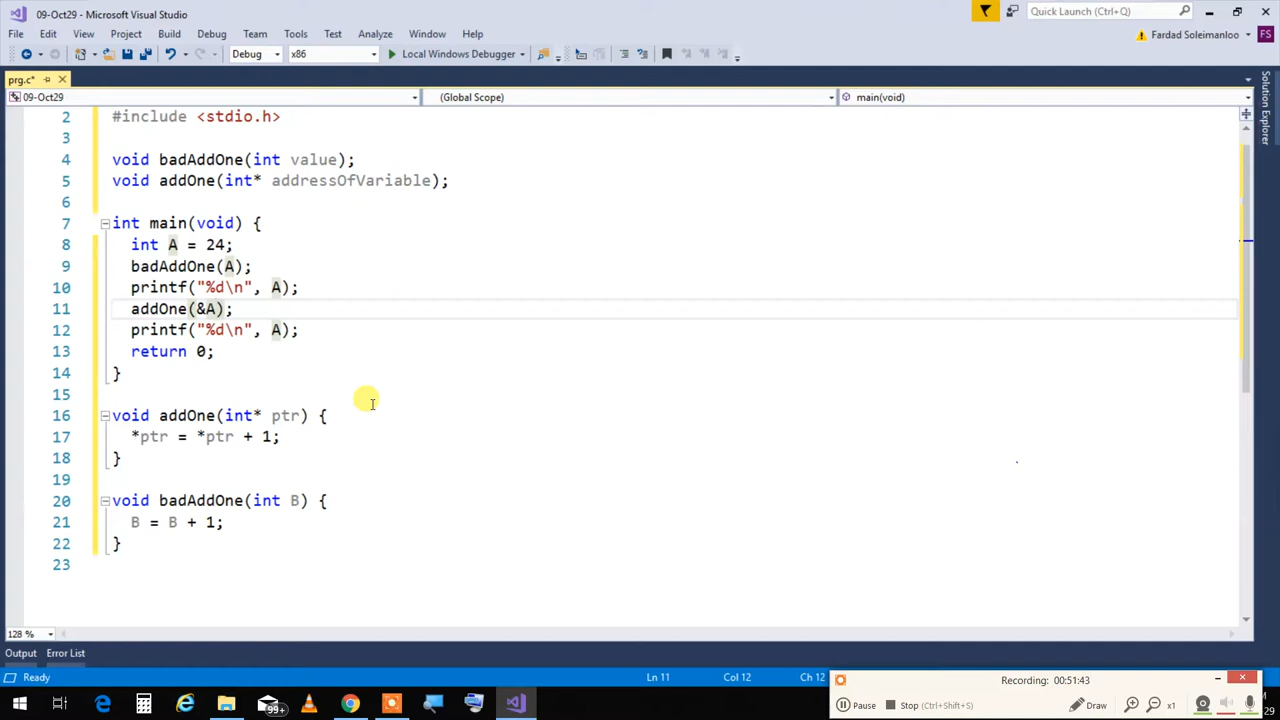 09-Oct29 - Microsoft Visual Studio
Quick Launch (Ctrl+Q)
File Edit View Project Build Debug Team Tools Test Analyze Window Help
Fardad Soleimanloo FS
Debug x86 Local Windows Debugger
prg.c*
09-Oct29 (Global Scope) main(void)
Solution Explorer
2 #include <stdio.h>
3
4 void badAddOne(int value);
5 void addOne(int* addressOfVariable);
6
7 int main(void) {
8 int A = 24;
9 badAddOne(A);
10 printf("%d\n", A);
11 addOne(&A);
12 printf("%d\n", A);
13 return 0;
14 }
15
16 void addOne(int* ptr) {
17 *ptr = *ptr + 1;
18 }
19
20 void badAddOne(int B) {
21 B = B + 1;
22 }
23
128 %
Output Error List
Ready Ln 11 Col 12 Ch 12
Recording: 00:51:43
Pause Stop (Ctrl+Shift+S) Draw x1
99+
M
29